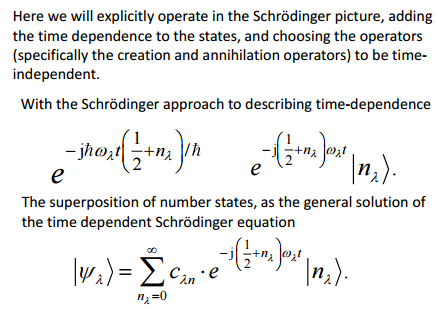 Here we will explicitly operate in the Schrödinger picture, adding
the time dependence to the states, and choosing the operators
(specifically the creation and annihilation operators) to be time-
independent.
With the Schrödinger approach to describing time-dependence
e^{-jħω_λt(1/2+n_λ)/ħ} e^{-j(1/2+n_λ)ω_λt}|n_λ⟩.
The superposition of number states, as the general solution of
the time dependent Schrödinger equation
|ψ_λ⟩ = ∑_{n_λ=0}^{∞} c_{λn} · e^{-j(1/2+n_λ)ω_λt}|n_λ⟩.